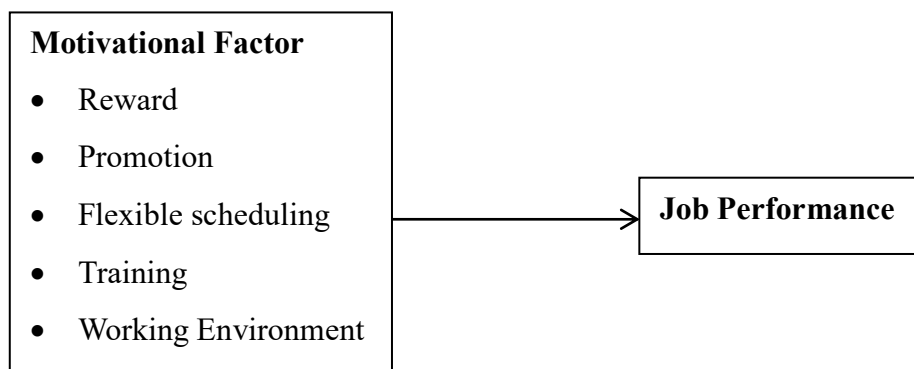 Motivational Factor
• Reward
• Promotion
• Flexible scheduling
• Training
• Working Environment
Job Performance